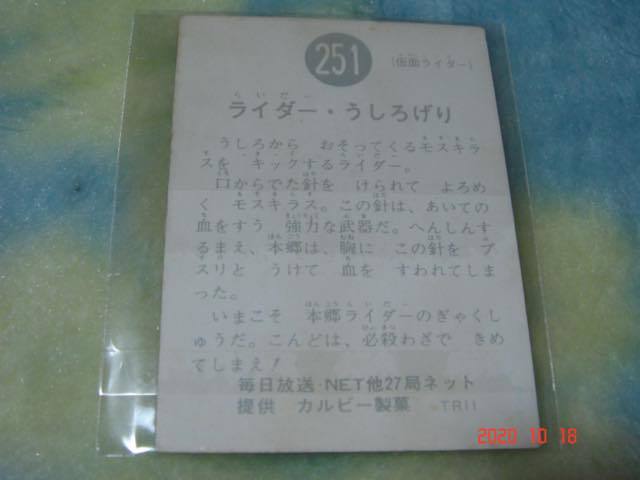 251
(仮面ライダー)
ライダー・うしろげり
うしろから おそってくるモスキラ
スを キックするライダー。
口からでた針を けられて よろめ
く モスキラス。この針は、あいての
血をすう 強力な武器だ。へんしんす
るまえ、本郷は、胸に この針を ブ
スリと うけて 血を すわれてしま
った。
いまこそ 本郷ライダーのぎゃくし
ゅうだ。こんどは、必殺わざで きめ
てしまえ!
毎日放送・NET他27局ネット
提供 カルビー製菓 TR11
2020 10 18